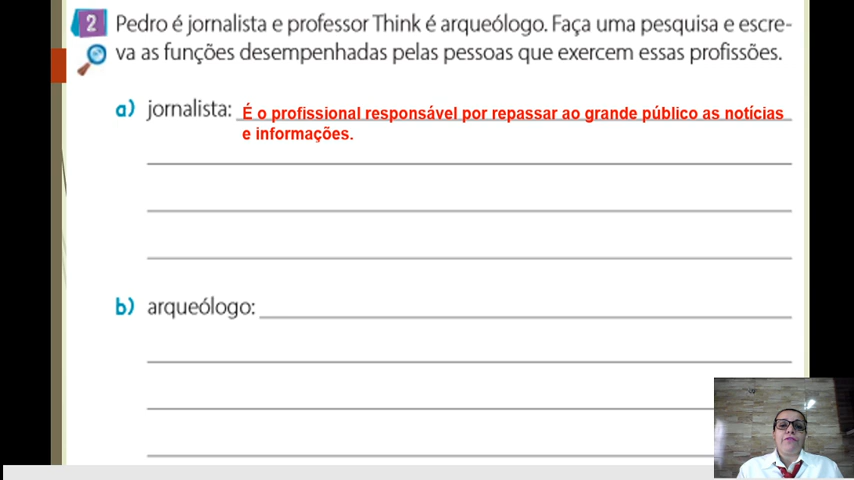 2 Pedro é jornalista e professor Think é arqueólogo. Faça uma pesquisa e escre-
va as funções desempenhadas pelas pessoas que exercem essas profissões.
a) jornalista: É o profissional responsável por repassar ao grande público as notícias
e informações.
b) arqueólogo: